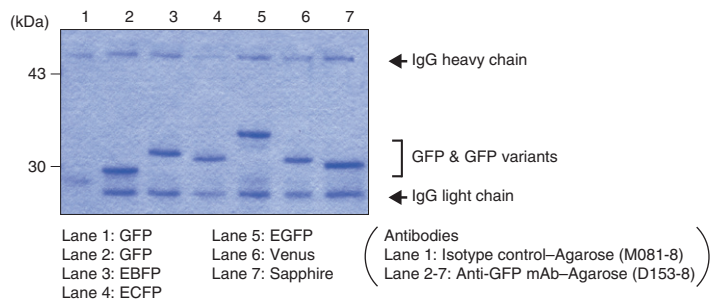 (kDa) 1 2 3 4 5 6 7
43
30
IgG heavy chain
GFP & GFP variants
IgG light chain
Lane 1: GFP
Lane 2: GFP
Lane 3: EBFP
Lane 4: ECFP
Lane 5: EGFP
Lane 6: Venus
Lane 7: Sapphire
Antibodies
Lane 1: Isotype control–Agarose (M081-8)
Lane 2-7: Anti-GFP mAb–Agarose (D153-8)